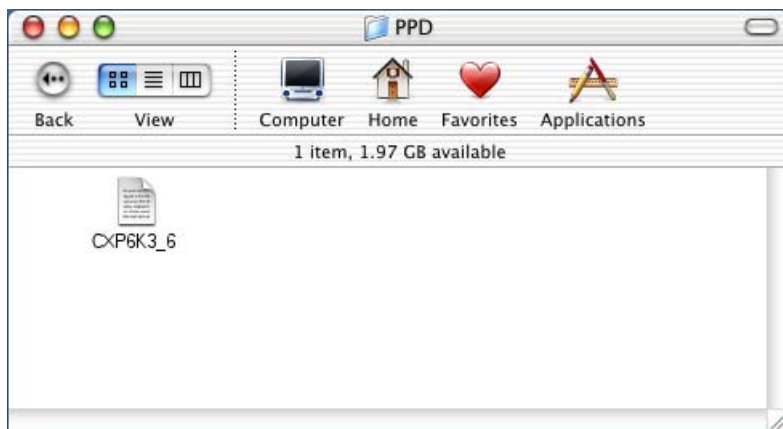 PPD
Back View Computer Home Favorites Applications
1 item, 1.97 GB available
CXP6K3_6